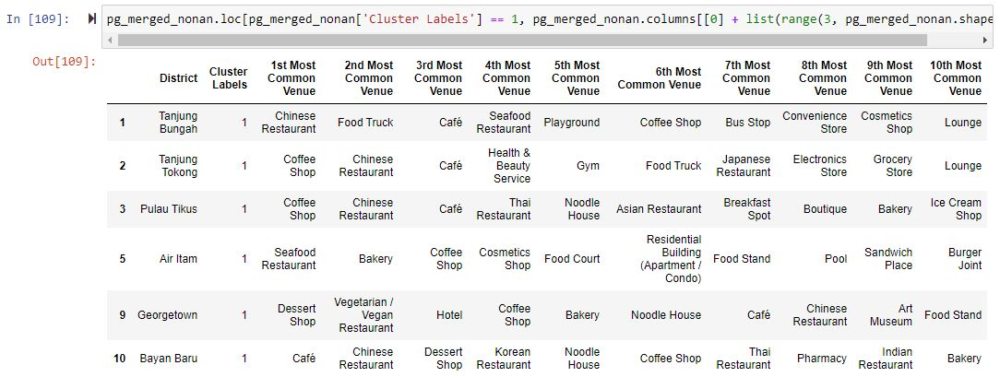 In [109]: pg_merged_nonan.loc[pg_merged_nonan['Cluster Labels'] == 1, pg_merged_nonan.columns[[0] + list(range(3, pg_merged_nonan.shape
Out[109]:
District Cluster Labels 1st Most Common Venue 2nd Most Common Venue 3rd Most Common Venue 4th Most Common Venue 5th Most Common Venue 6th Most Common Venue 7th Most Common Venue 8th Most Common Venue 9th Most Common Venue 10th Most Common Venue
1 Tanjung Bungah 1 Chinese Restaurant Food Truck Café Seafood Restaurant Playground Coffee Shop Bus Stop Convenience Store Cosmetics Shop Lounge
2 Tanjung Tokong 1 Coffee Shop Chinese Restaurant Café Health & Beauty Service Gym Food Truck Japanese Restaurant Electronics Store Grocery Store Lounge
3 Pulau Tikus 1 Coffee Shop Chinese Restaurant Café Thai Restaurant Noodle House Asian Restaurant Breakfast Spot Boutique Bakery Ice Cream Shop
5 Air Itam 1 Seafood Restaurant Bakery Coffee Shop Cosmetics Shop Food Court Residential Building (Apartment / Condo) Food Stand Pool Sandwich Place Burger Joint
9 Georgetown 1 Dessert Shop Vegetarian / Vegan Restaurant Hotel Coffee Shop Bakery Noodle House Café Chinese Restaurant Art Museum Food Stand
10 Bayan Baru 1 Café Chinese Restaurant Dessert Shop Korean Restaurant Noodle House Coffee Shop Thai Restaurant Pharmacy Indian Restaurant Bakery